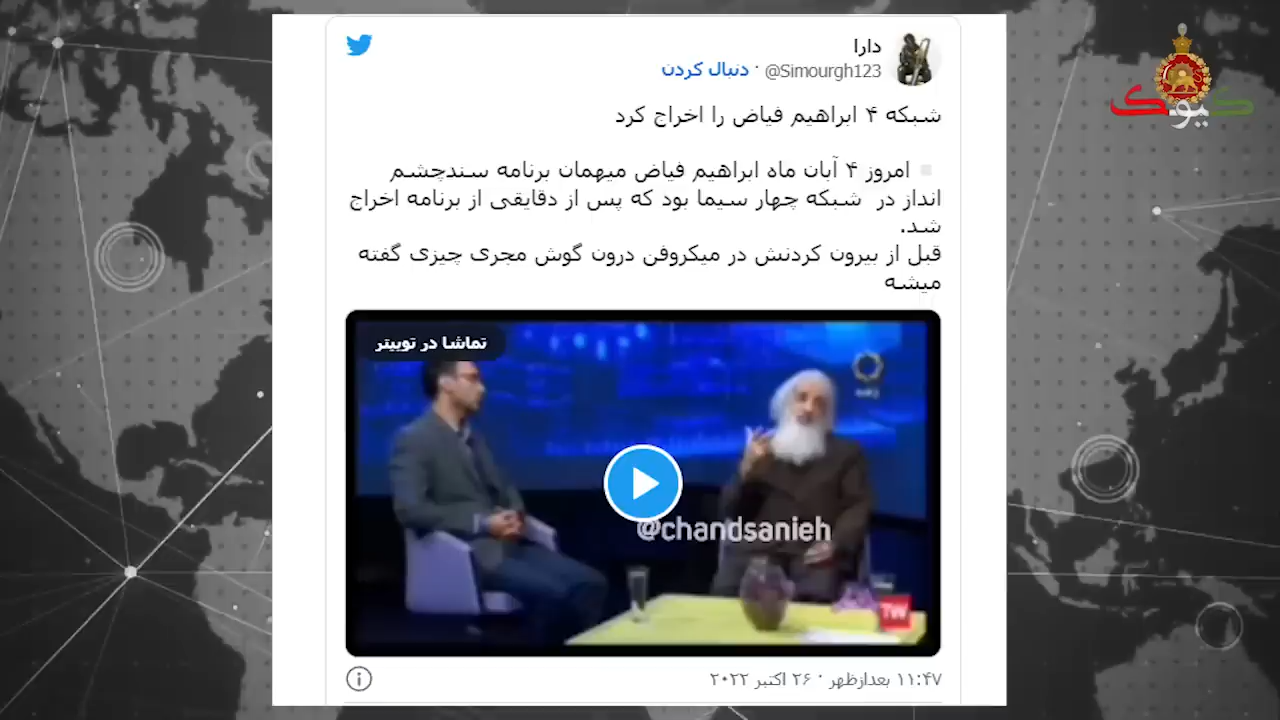 دارا
@Simourgh123 · دنبال کردن
شبکه ۴ ابراهیم فیاض را اخراج کرد
امروز ۴ آبان ماه ابراهیم فیاض میهمان برنامه سندچشم
انداز در شبکه چهار سیما بود که پس از دقایقی از برنامه اخراج
شد.
قبل از بیرون کردنش در میکروفن درون گوش مجری چیزی گفته
میشه
تماشا در توییتر
زنده
@chandsanieh
TW
۱۱:۴۷ بعدازظهر · ۲۶ اکتبر ۲۰۲۲
کیوک